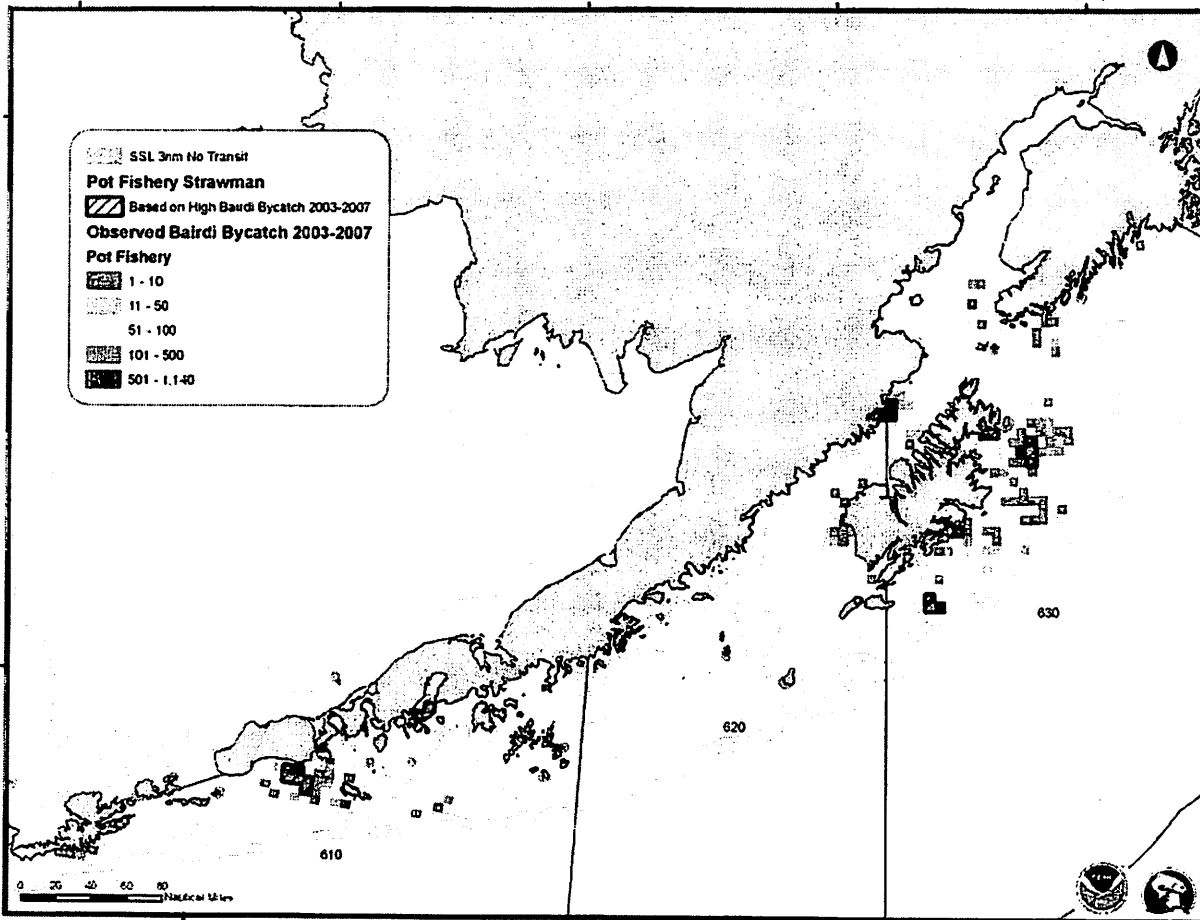 SSL 3nm No Transit
Pot Fishery Strawman
Based on High Bairdi Bycatch 2003-2007
Observed Bairdi Bycatch 2003-2007
Pot Fishery
1 - 10
11 - 50
51 - 100
101 - 500
501 - 1,140
630
620
610
0 20 40 60 80
Nautical Miles